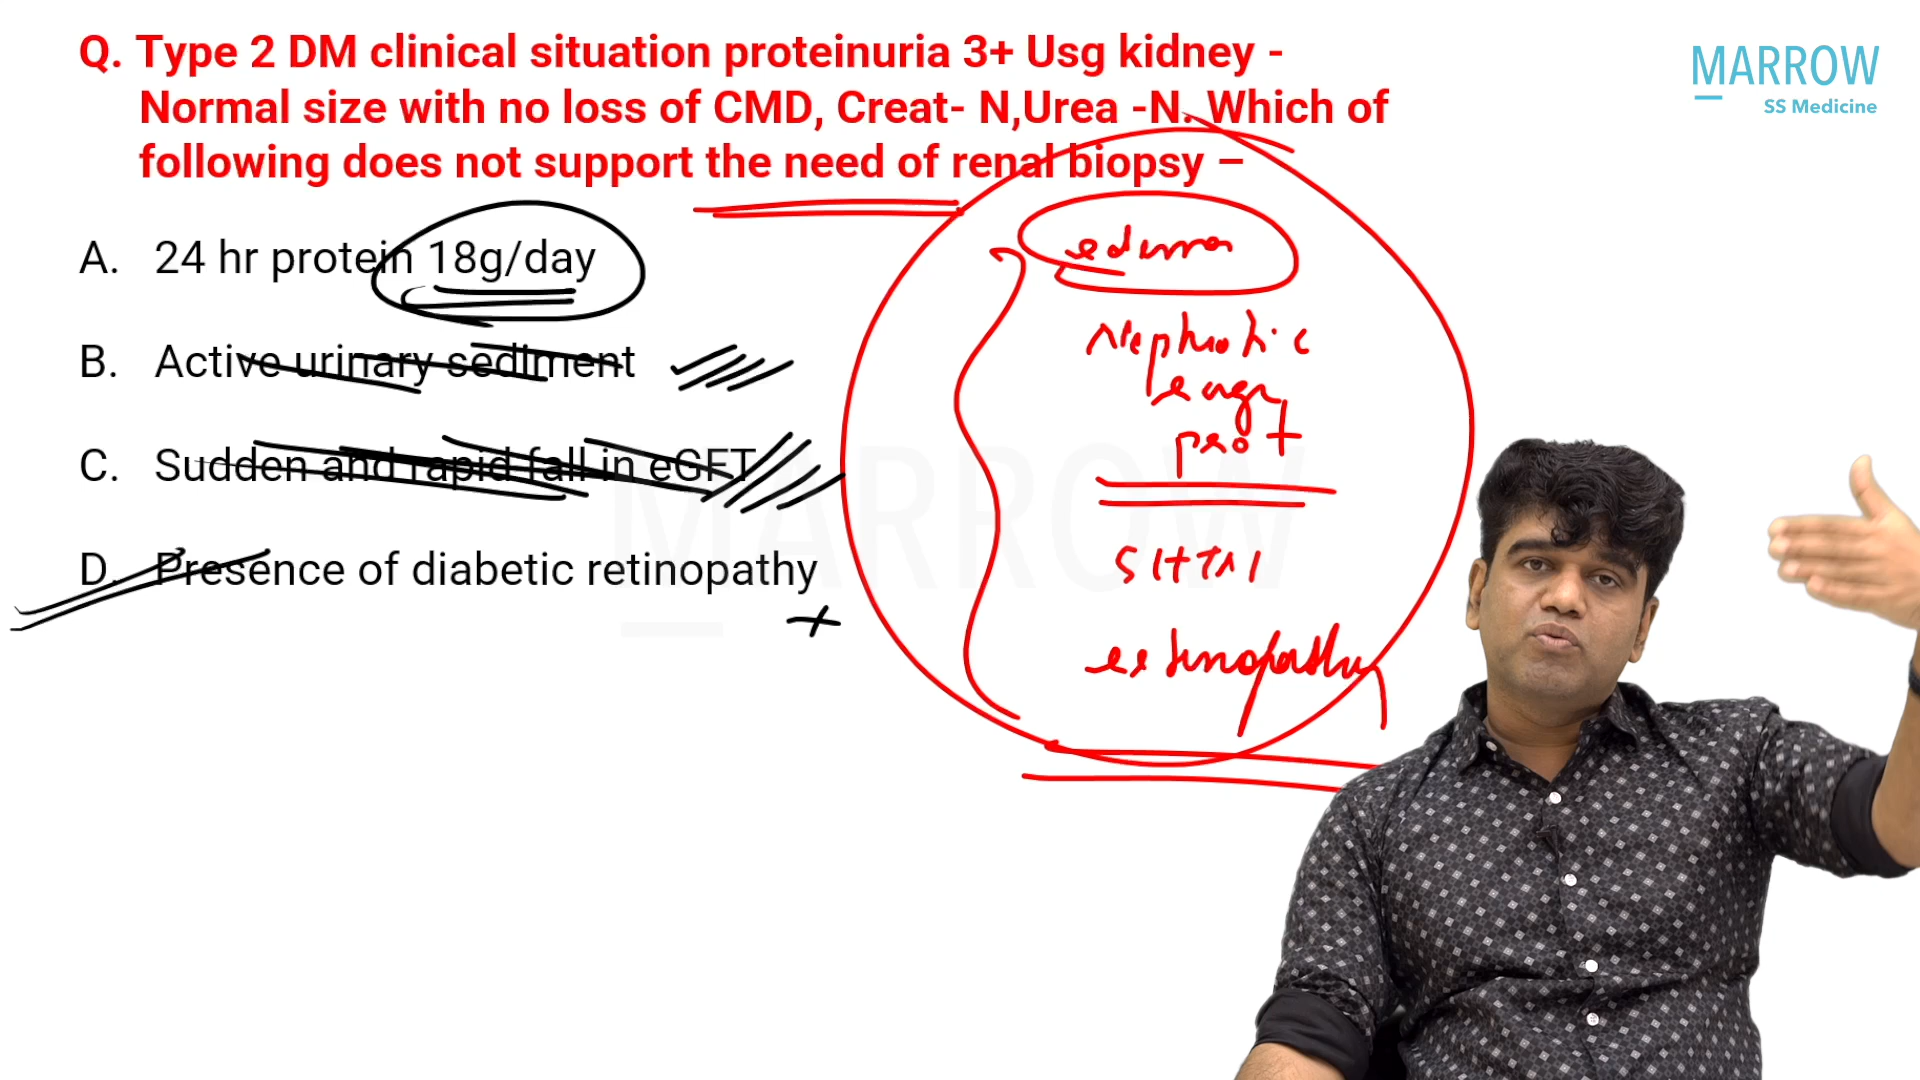 Q. Type 2 DM clinical situation proteinuria 3+ Usg kidney -
Normal size with no loss of CMD, Creat- N,Urea -N. Which of
following does not support the need of renal biopsy –
A. 24 hr protein 18g/day
B. Active urinary sediment
C. Sudden and rapid fall in eGFT
D. Presence of diabetic retinopathy
edema
Nephrotic
range
prot
SHTN
retinopathy
MARROW
SS Medicine
MARROW